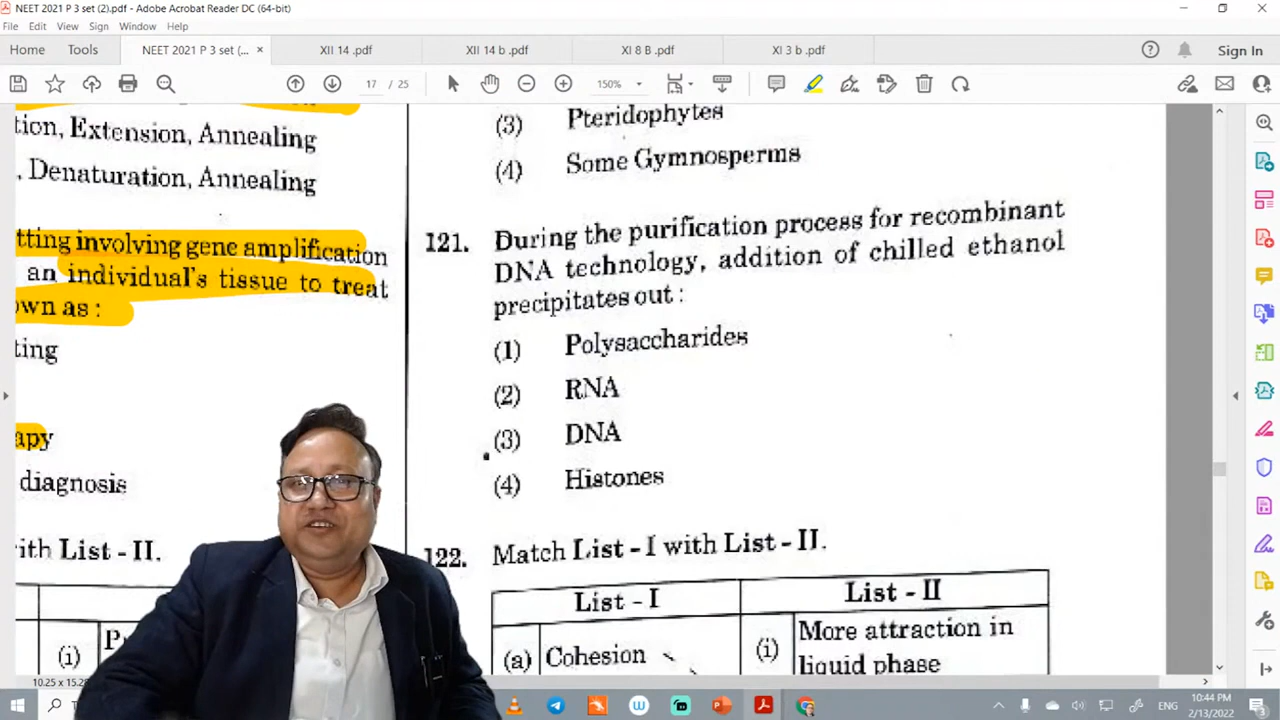 NEET 2021 P 3 set (2).pdf - Adobe Acrobat Reader DC (64-bit)
File Edit View Sign Window Help
Home Tools NEET 2021 P 3 set (... × XII 14 .pdf XII 14 b.pdf XI 8 B .pdf XI 3 b .pdf Sign In
17 / 25 150%
tion, Extension, Annealing
, Denaturation, Annealing
tting involving gene amplification
an individual's tissue to treat
own as :
ting
apy
diagnosis
ith List - II.
(i)
(3) Pteridophytes
(4) Some Gymnosperms
121. During the purification process for recombinant
DNA technology, addition of chilled ethanol
precipitates out :
(1) Polysaccharides
(2) RNA
(3) DNA
(4) Histones
122. Match List - I with List - II.
List - I List - II
(a) Cohesion (i) More attraction in
liquid phase
ENG 10:44 PM
2/13/2022